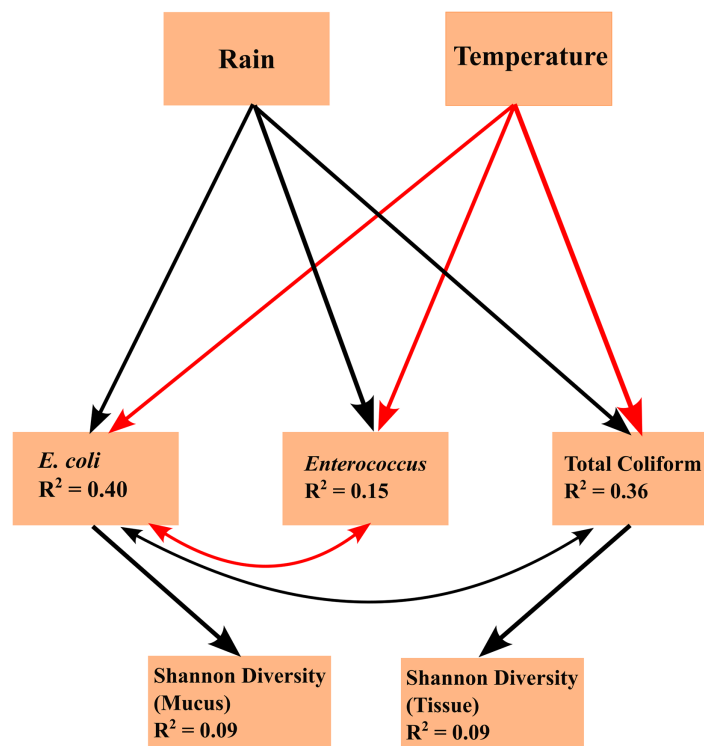 Rain
Temperature
E. coli
R² = 0.40
Enterococcus
R² = 0.15
Total Coliform
R² = 0.36
Shannon Diversity
(Mucus)
R² = 0.09
Shannon Diversity
(Tissue)
R² = 0.09